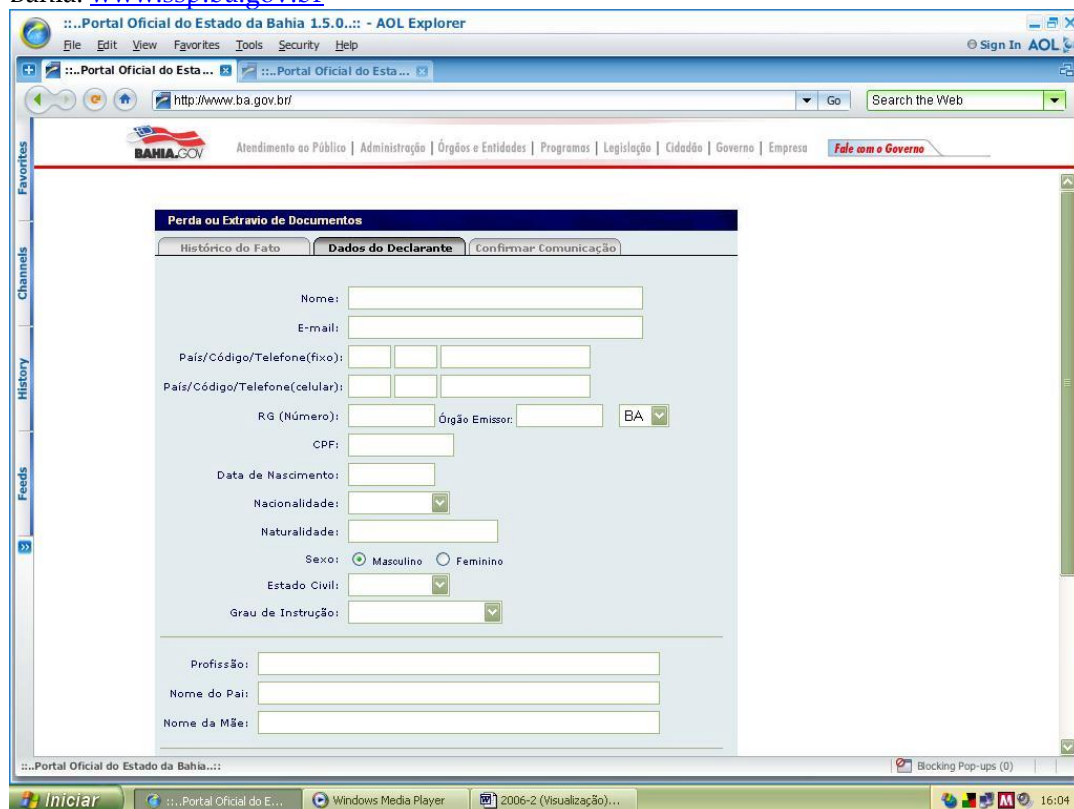 Bahia: www.ssp.ba.gov.br
::..Portal Oficial do Estado da Bahia 1.5.0..:: - AOL Explorer
File Edit View Favorites Tools Security Help
Sign In AOL
::..Portal Oficial do Esta... ::..Portal Oficial do Esta...
http://www.ba.gov.br/ Go Search the Web
BAHIA.GOV Atendimento ao Público | Administração | Órgãos e Entidades | Programas | Legislação | Cidadão | Governo | Empresa Fale com o Governo
Favorites
Channels
History
Feeds
Perda ou Extravio de Documentos
Histórico do Fato Dados do Declarante Confirmar Comunicação
Nome:
E-mail:
País/Código/Telefone(fixo):
País/Código/Telefone(celular):
RG (Número): Órgão Emissor: BA
CPF:
Data de Nascimento:
Nacionalidade:
Naturalidade:
Sexo: Masculino Feminino
Estado Civil:
Grau de Instrução:
Profissão:
Nome do Pai:
Nome da Mãe:
::..Portal Oficial do Estado da Bahia..:: Blocking Pop-ups (0)
Iniciar ::..Portal Oficial do E... Windows Media Player 2006-2 (Visualização)... 16:04